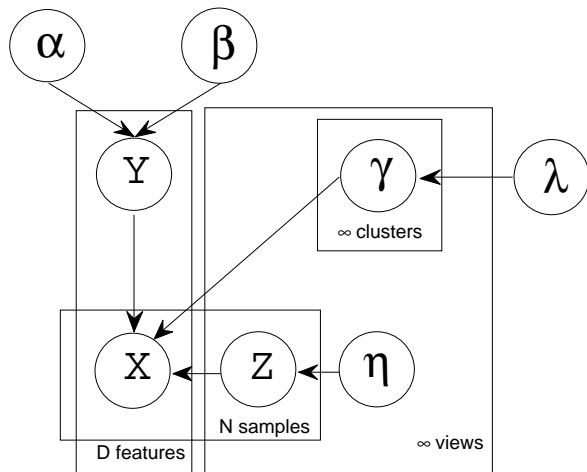 α
β
Y
γ
λ
∞ clusters
X
Z
η
N samples
D features
∞ views